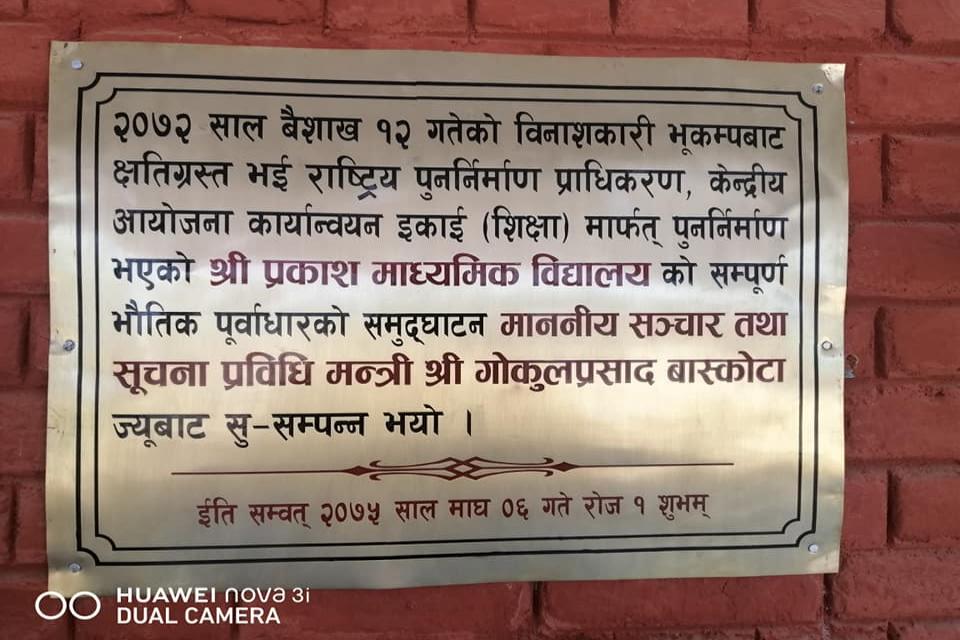 २०७२ साल बैशाख १२ गतेको विनाशकारी भूकम्पबाट
क्षतिग्रस्त भई राष्ट्रिय पुनर्निर्माण प्राधिकरण, केन्द्रीय
आयोजना कार्यान्वयन इकाई (शिक्षा) मार्फत् पुनर्निर्माण
भएको श्री प्रकाश माध्यमिक विद्यालय को सम्पूर्ण
भौतिक पूर्वाधारको समुद्घाटन माननीय सञ्चार तथा
सूचना प्रविधि मन्त्री श्री गोकुलप्रसाद बास्कोटा
ज्यूबाट सु-सम्पन्न भयो ।
ईति सम्वत् २०७५ साल माघ ०६ गते रोज १ शुभम्
HUAWEI nova 3i
DUAL CAMERA